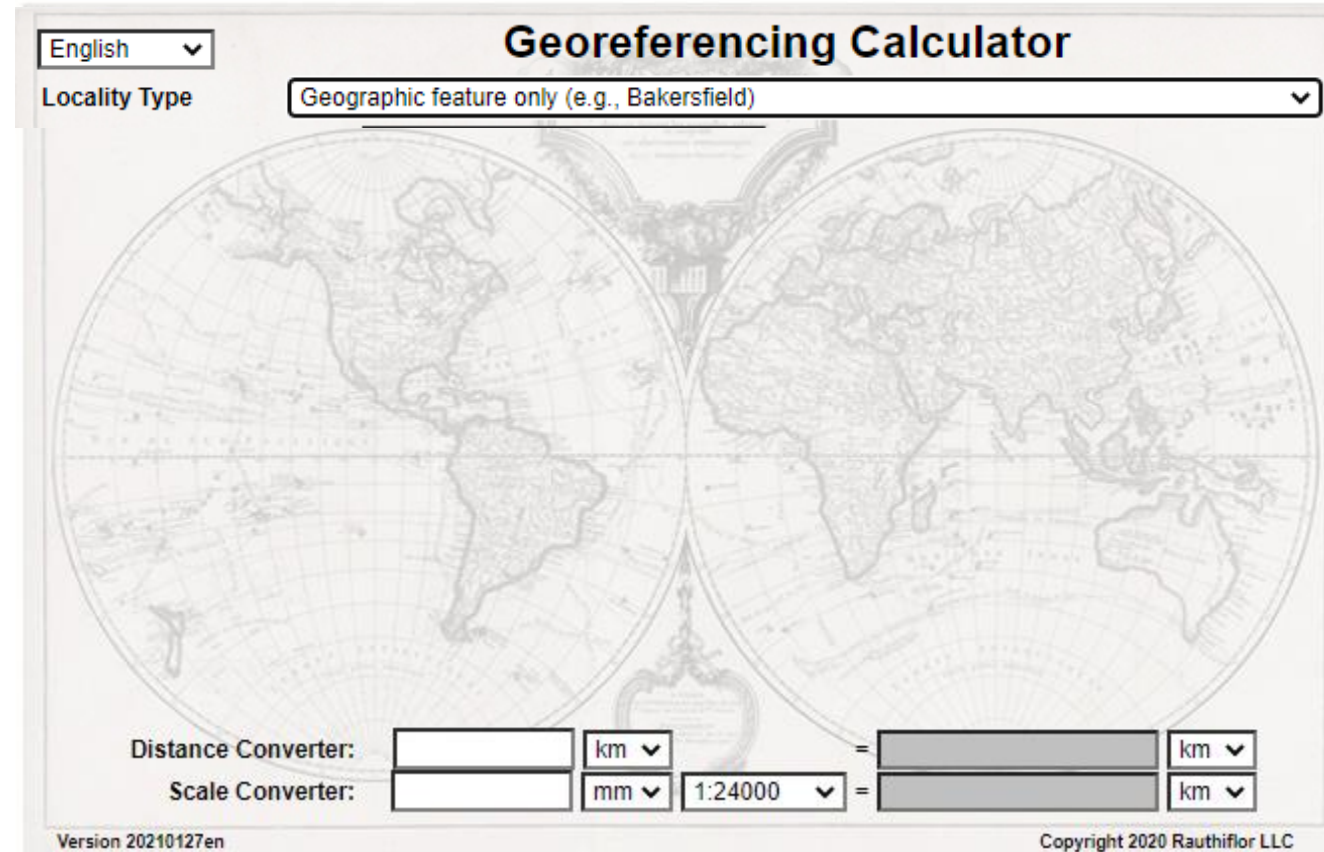 English
Georeferencing Calculator
Locality Type Geographic feature only (e.g., Bakersfield)
Distance Converter: km = km
Scale Converter: mm 1:24000 = km
Version 20210127en Copyright 2020 Rauthiflor LLC